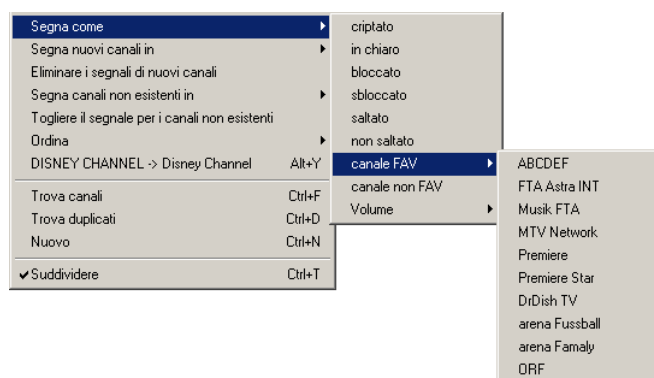 Segna come
Segna nuovi canali in
Eliminare i segnali di nuovi canali
Segna canali non esistenti in
Togliere il segnale per i canali non esistenti
Ordina
DISNEY CHANNEL -> Disney Channel Alt+Y
Trova canali Ctrl+F
Trova duplicati Ctrl+D
Nuovo Ctrl+N
Suddividere Ctrl+T
criptato
in chiaro
bloccato
sbloccato
saltato
non saltato
canale FAV
canale non FAV
Volume
ABCDEF
FTA Astra INT
Musik FTA
MTV Network
Premiere
Premiere Star
DrDish TV
arena Fussball
arena Famaly
ORF